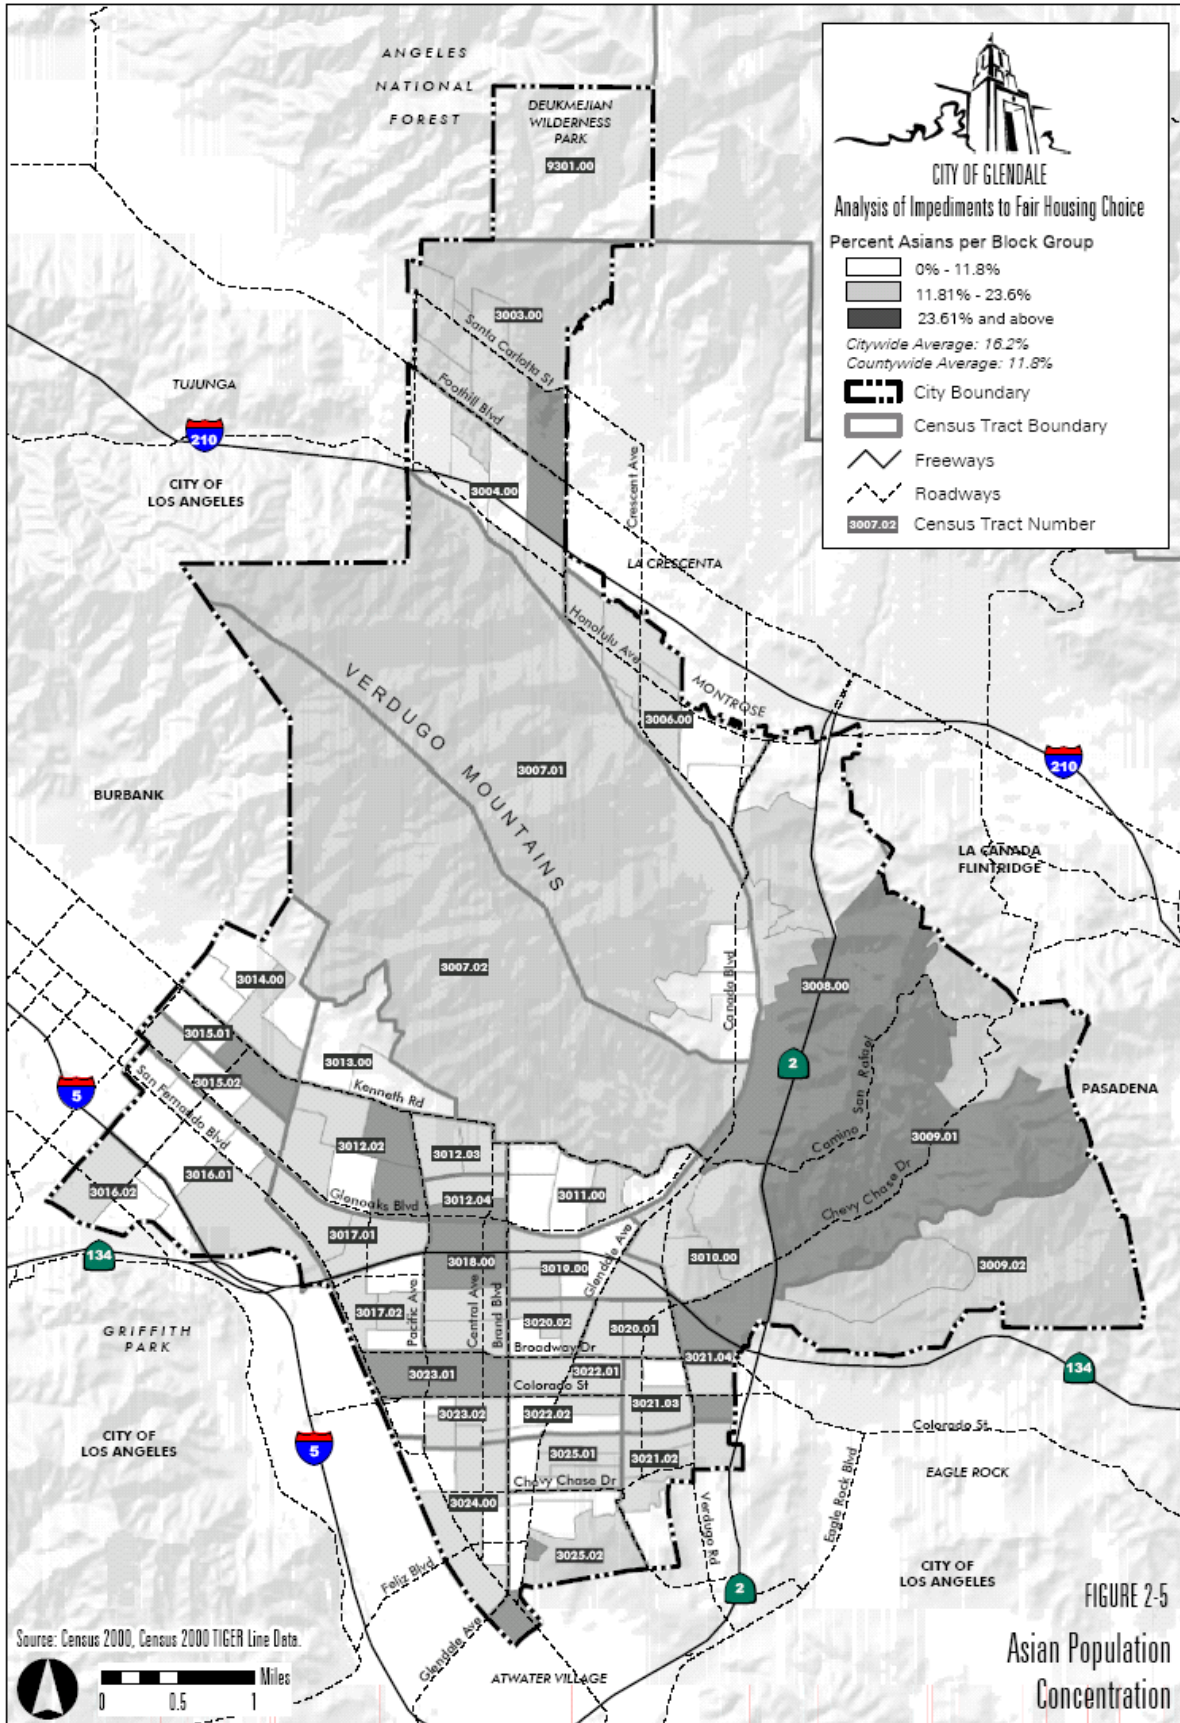 ANGELES
NATIONAL
FOREST
DEUKMEJIAN
WILDERNESS
PARK
9301.00
CITY OF GLENDALE
Analysis of Impediments to Fair Housing Choice
Percent Asians per Block Group
0% - 11.8%
11.81% - 23.6%
23.61% and above
Citywide Average: 16.2%
Countywide Average: 11.8%
City Boundary
Census Tract Boundary
Freeways
Roadways
3007.02 Census Tract Number
3003.00
Santa Carlotta St
Foothill Blvd
TUJUNGA
210
CITY OF
LOS ANGELES
3004.00
Crescent Ave
LA CRESCENTA
Honolulu Ave
MONTROSE
3006.00
VERDUGO MOUNTAINS
3007.01
210
BURBANK
LA CANADA
FLINTRIDGE
3007.02
Canada Blvd
3008.00
3014.00
3015.01
3013.00
3015.02
San Fernando Blvd
Kenneth Rd
5
2
Camino San Rafael
PASADENA
3009.01
Chevy Chase Dr
3012.02
3012.03
3016.01
3016.02
Glenoaks Blvd
3012.04
3011.00
3017.01
134
3018.00
3019.00
Glendale Ave
3010.00
3009.02
3017.02
Pacific Ave
Central Ave
Brand Blvd
3020.02
3020.01
GRIFFITH
PARK
Broadway Dr
3021.04
134
3023.01
3022.01
Colorado St
3021.03
3023.02
3022.02
Colorado St.
CITY OF
LOS ANGELES
5
3025.01
3021.02
Chevy Chase Dr
EAGLE ROCK
Eagle Rock Blvd
3024.00
Verdugo Rd
3025.02
Feliz Blvd
2
CITY OF
LOS ANGELES
Glendale Ave
ATWATER VILLAGE
FIGURE 2-5
Asian Population
Concentration
Source: Census 2000, Census 2000 TIGER Line Data.
Miles
0 0.5 1